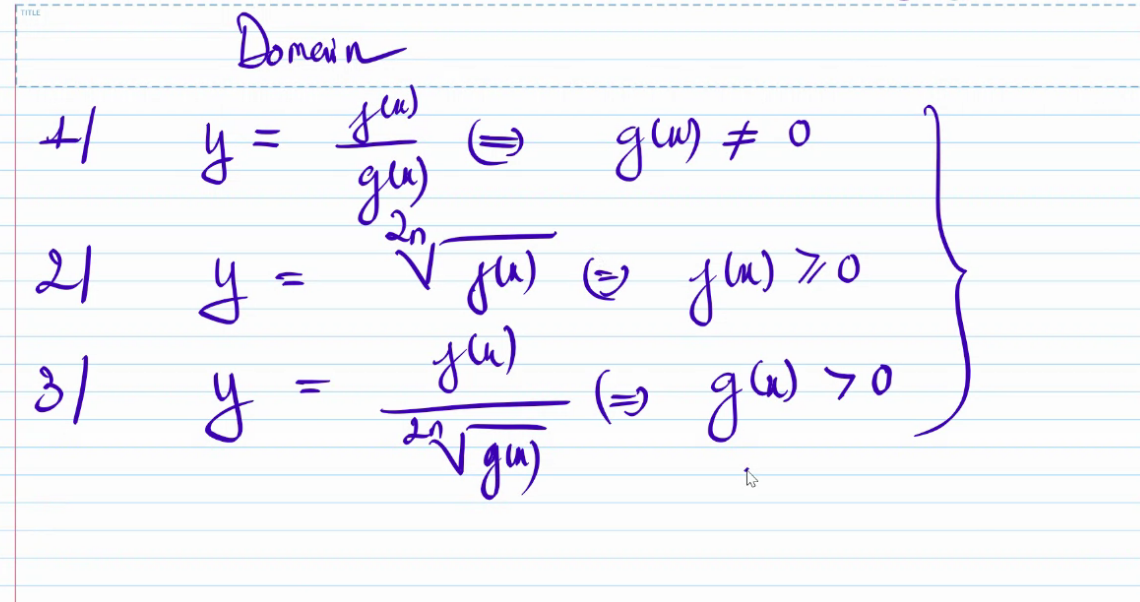 TITLE
Domain
1/ y = f(x)/g(x) (=) g(x) ≠ 0
2/ y = ²ⁿ√f(x) (=) f(x) ⩾ 0
3/ y = f(x)/²ⁿ√g(x) (=) g(x) > 0